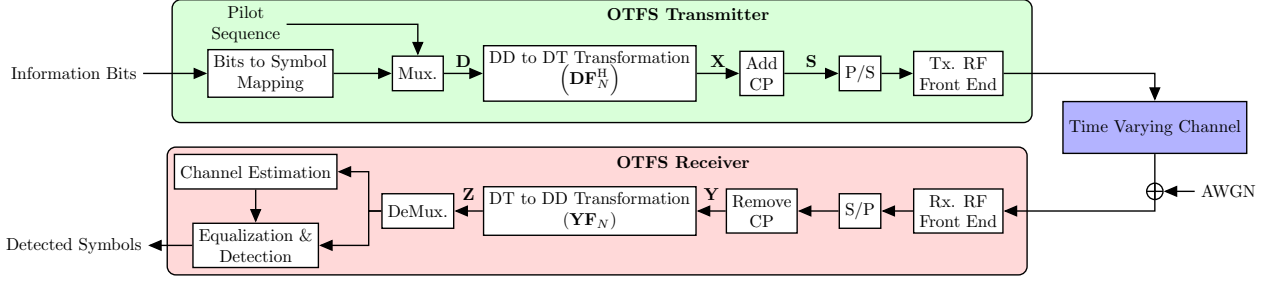 OTFS Transmitter
Pilot
Sequence
Information Bits
Bits to Symbol
Mapping
Mux.
D
DD to DT Transformation
(DF_N^H)
X
Add
CP
S
P/S
Tx. RF
Front End
Time Varying Channel
AWGN
OTFS Receiver
Rx. RF
Front End
S/P
Remove
CP
Y
DT to DD Transformation
(YF_N)
Z
DeMux.
Channel Estimation
Equalization &
Detection
Detected Symbols